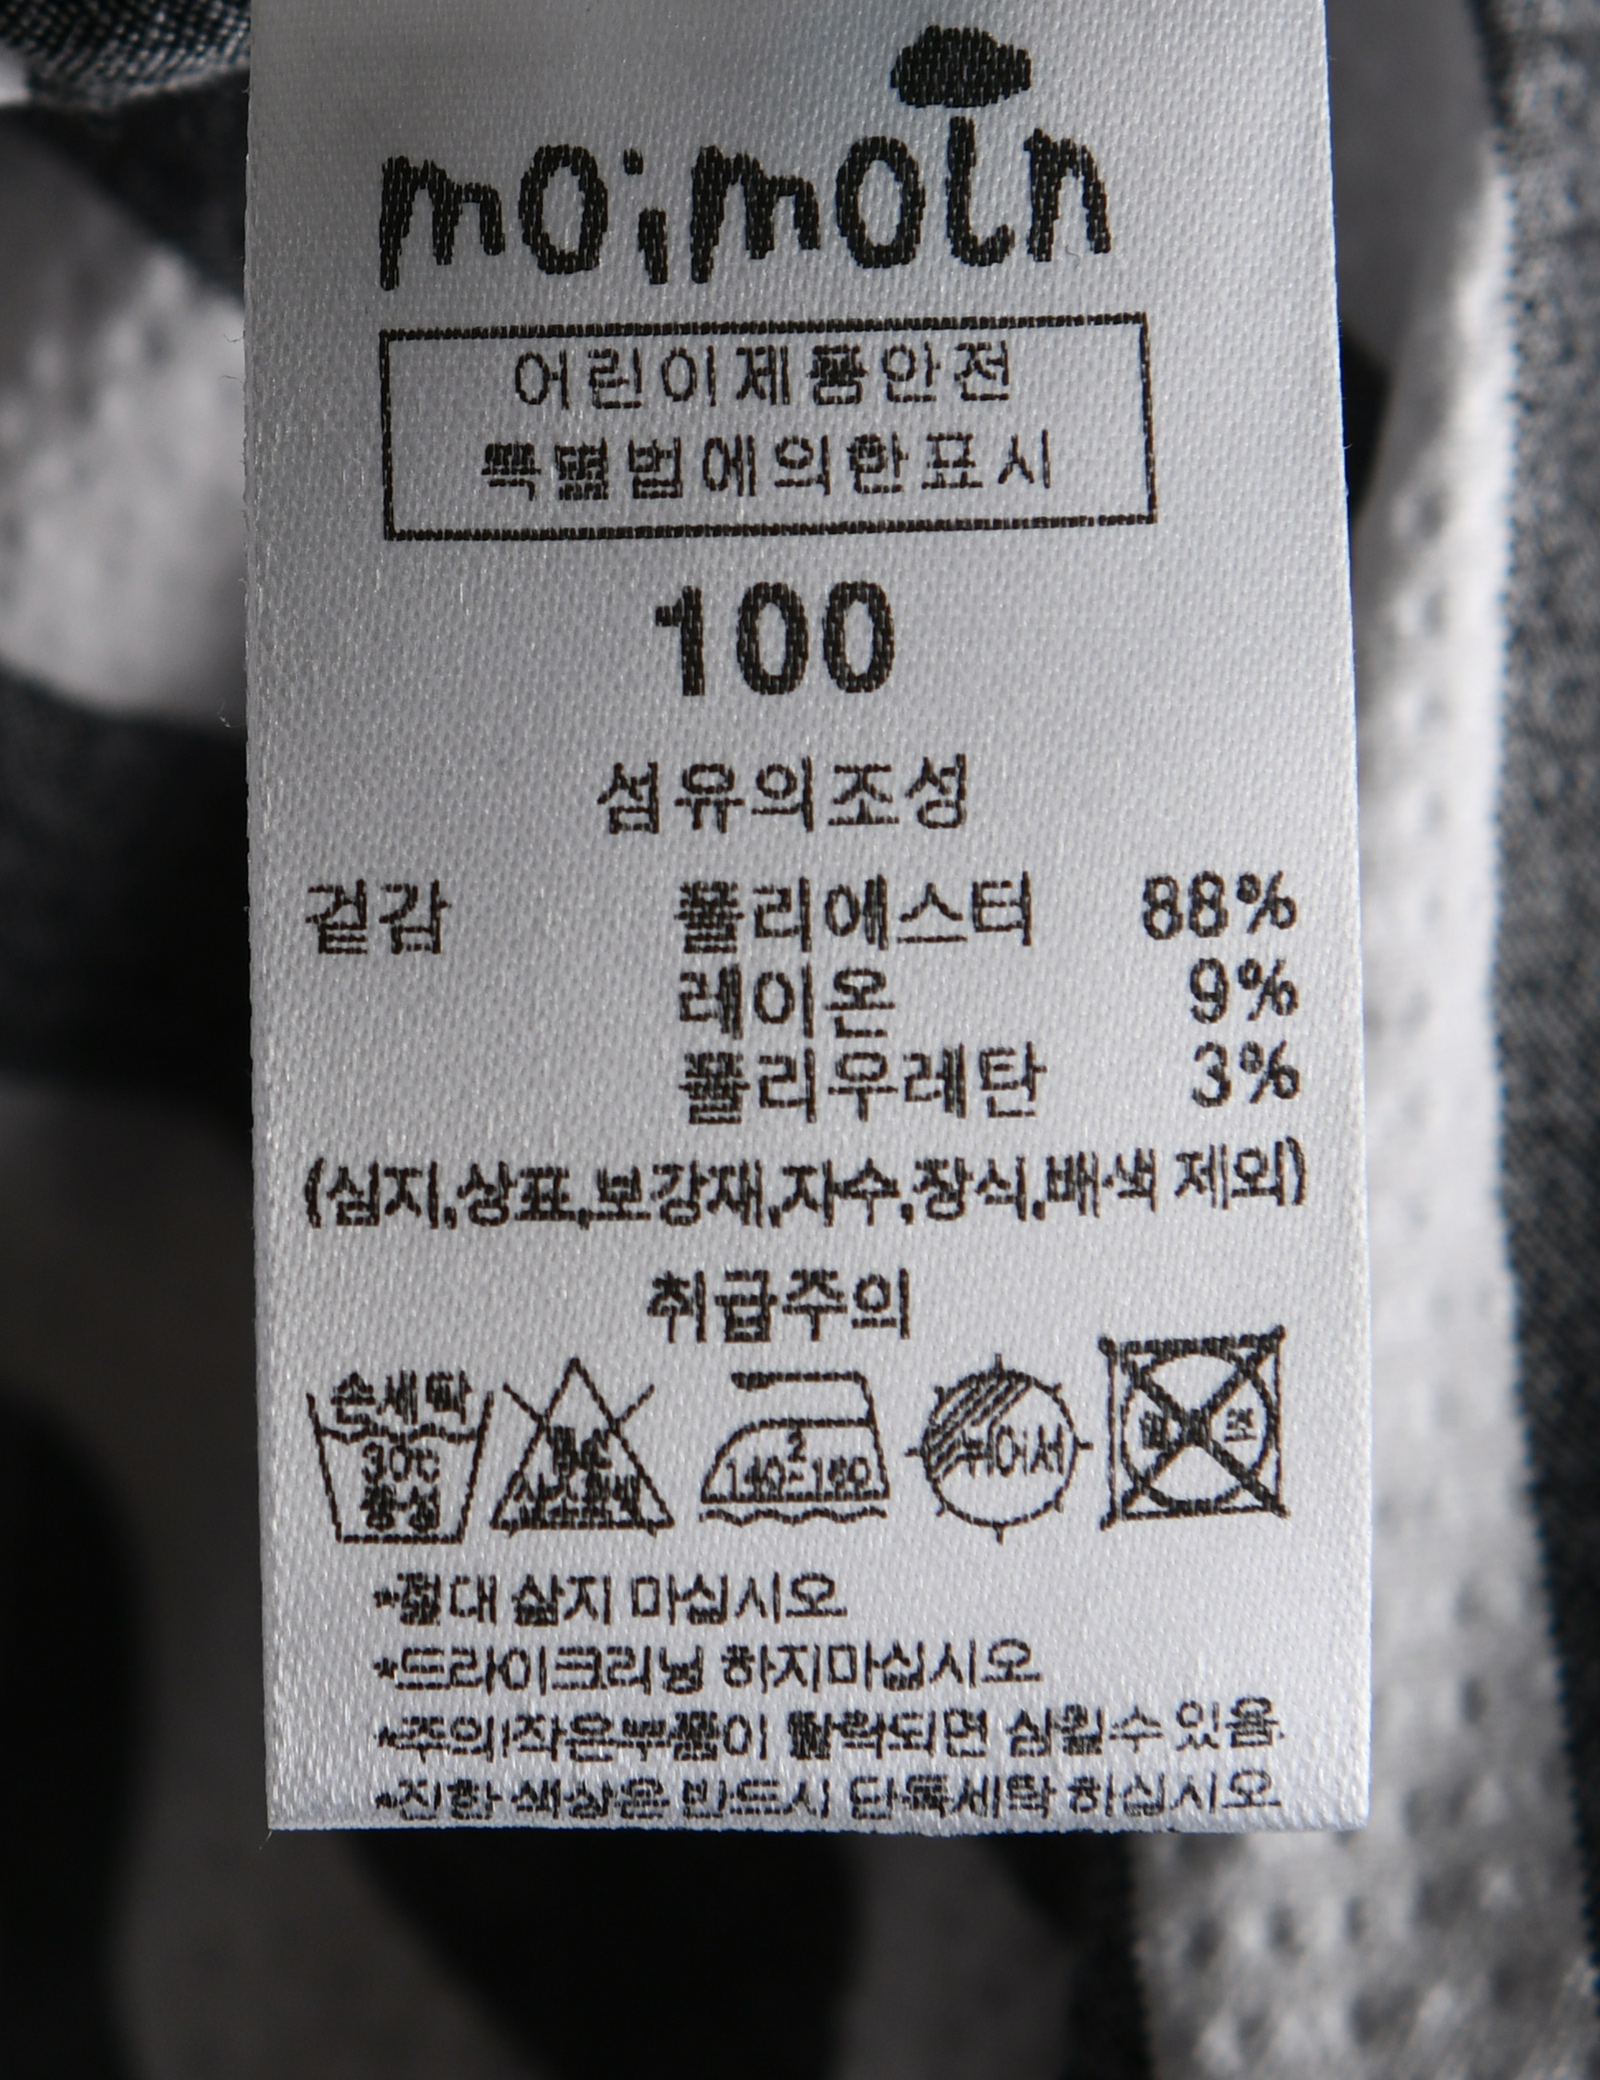 moimoln
어린이제품안전
특별법에의한표시
100
섬유의조성
겉감 폴리에스터 88%
레이온 9%
폴리우레탄 3%
(심지,상표,보강재,자수,장식,배색 제외)
취급주의
손세탁
30℃
중성
2
140~160
뉘어서
*절대 삶지 마십시오
*드라이크리닝 하지마십시오
*주의!작은부품이 탈락되면 삼킬수 있음
*진한 색상은 반드시 단독세탁 하십시오